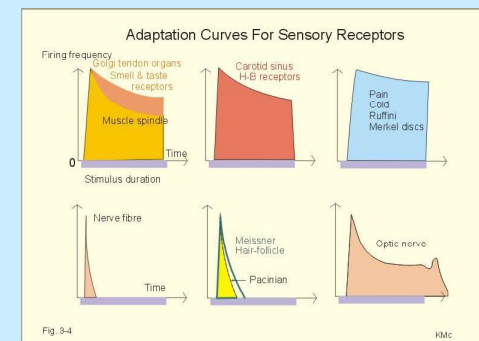 Adaptation Curves For Sensory Receptors
Firing frequency
Golgi tendon organs
Smell & taste
receptors
Muscle spindle
0
Time
Stimulus duration
Carotid sinus
H-B receptors
Pain
Cold
Ruffini
Merkel discs
Nerve fibre
Time
Meissner
Hair-follicle
Pacinian
Optic nerve
Fig. 3-4
KMc